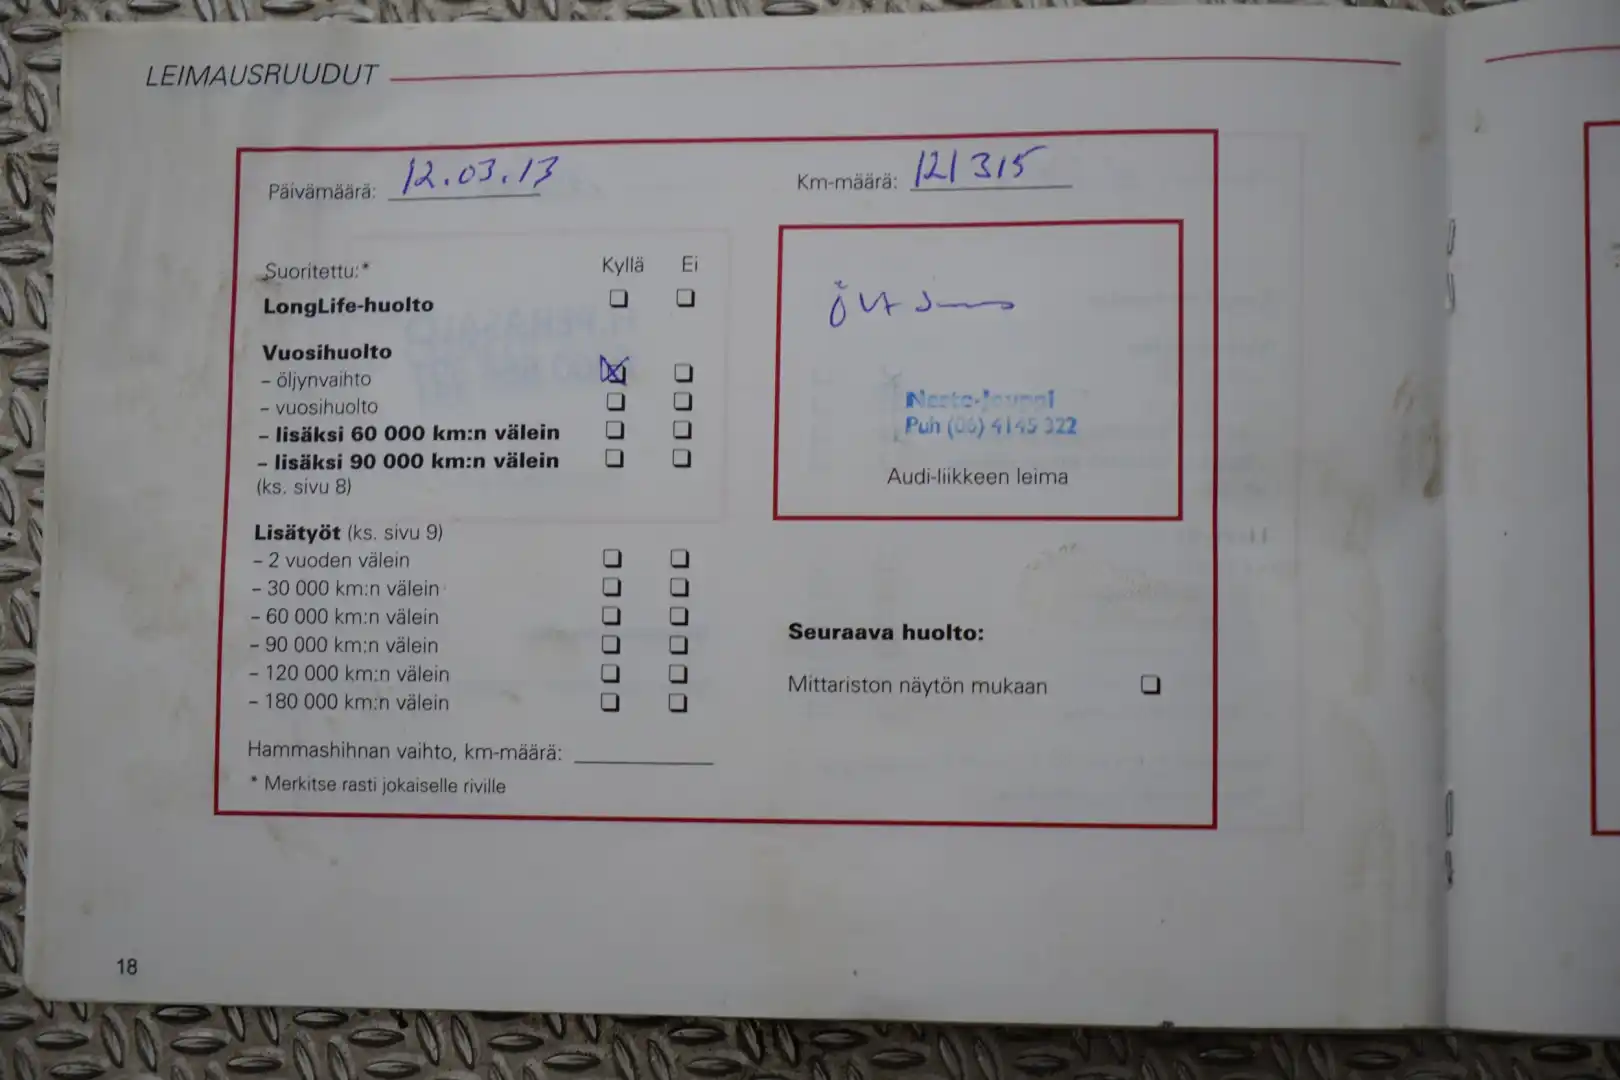 LEIMAUSRUUDUT
Päivämäärä: 12.03.13
Km-määrä: 121 315
Suoritettu:* Kyllä Ei
LongLife-huolto
Vuosihuolto
- öljynvaihto
- vuosihuolto
- lisäksi 60 000 km:n välein
- lisäksi 90 000 km:n välein
(ks. sivu 8)
Neste-Jouppi
Puh (06) 4145 322
Audi-liikkeen leima
Lisätyöt (ks. sivu 9)
- 2 vuoden välein
- 30 000 km:n välein
- 60 000 km:n välein
- 90 000 km:n välein
- 120 000 km:n välein
- 180 000 km:n välein
Seuraava huolto:
Mittariston näytön mukaan
Hammashihnan vaihto, km-määrä:
* Merkitse rasti jokaiselle riville
18